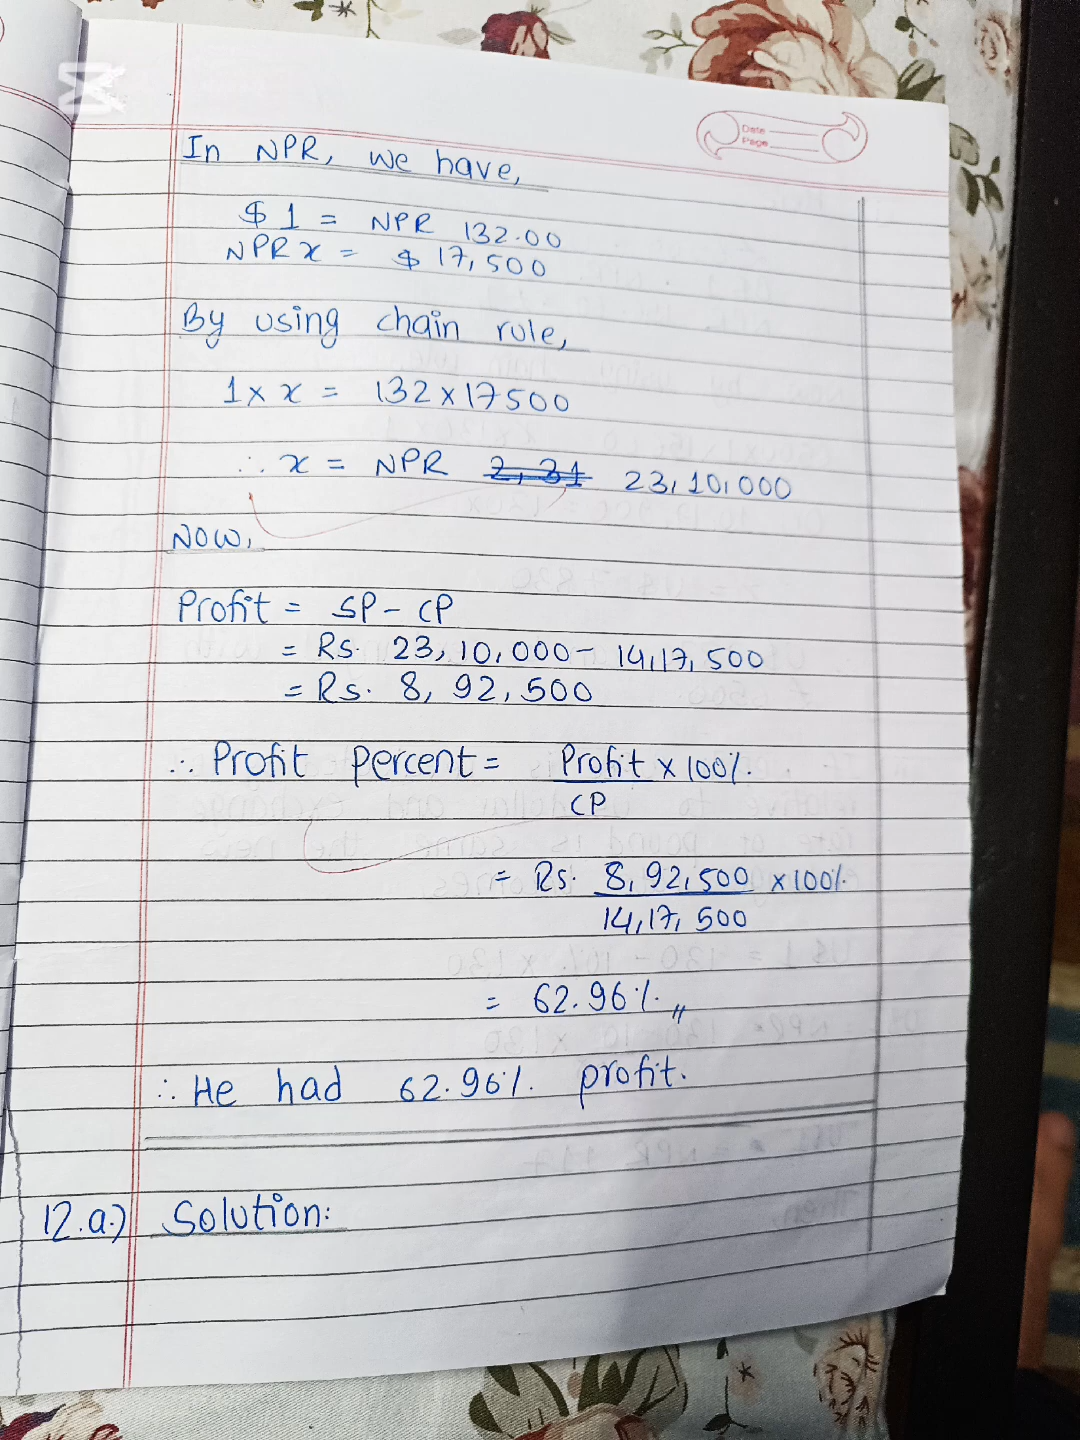 Date
Page
In NPR, we have,
$ 1 = NPR 132.00
NPR x = $ 17,500
By using chain rule,
1 × x = 132 × 17500
∴ x = NPR 2,31 23,10,000
Now,
Profit = SP - CP
= Rs. 23,10,000 - 14,17,500
= Rs. 8,92,500
∴ Profit Percent = Profit × 100%.
CP
= Rs. 8,92,500 × 100%.
14,17,500
= 62.96%.
∴ He had 62.96%. profit.
12.a.) Solution: